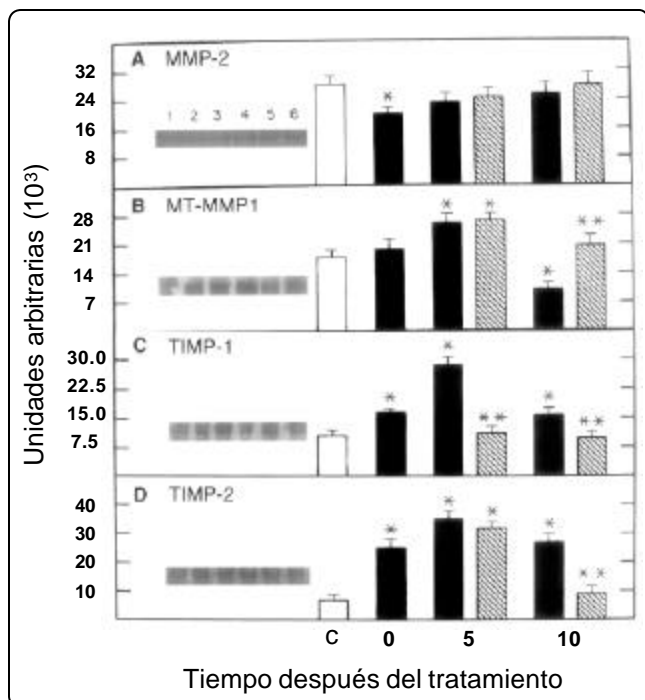 Unidades arbitrarias (10³)
A MMP-2
32
24
16
8
1 2 3 4 5 6
*
B MT-MMP1
28
21
14
7
* * * **
C TIMP-1
30.0
22.5
15.0
7.5
* * ** * **
D TIMP-2
40
30
20
10
* * * * **
C 0 5 10
Tiempo después del tratamiento